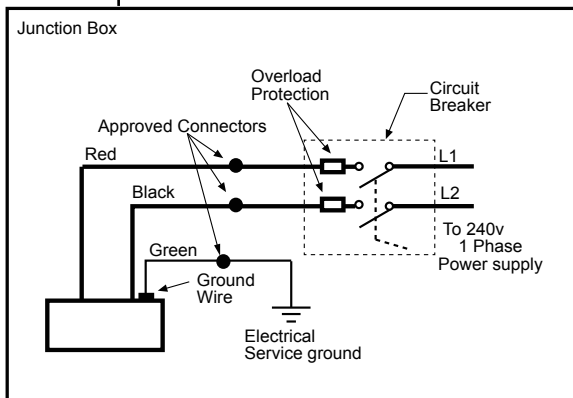 Junction Box
Overload
Protection
Circuit
Breaker
Approved Connectors
Red
L1
Black
L2
To 240v
1 Phase
Power supply
Green
Ground
Wire
Electrical
Service ground